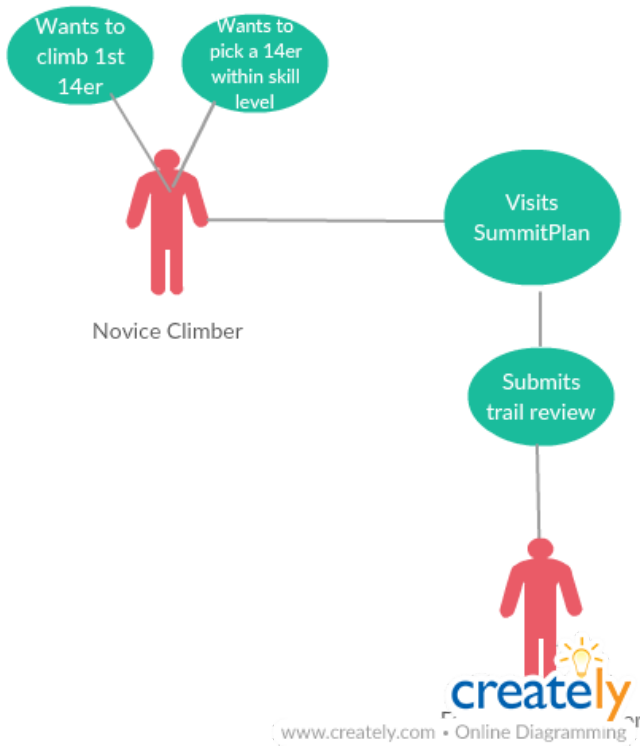 Wants to
climb 1st
14er
Wants to
pick a 14er
within skill
level
Visits
SummitPlan
Novice Climber
Submits
trail review
creately
www.creately.com • Online Diagramming